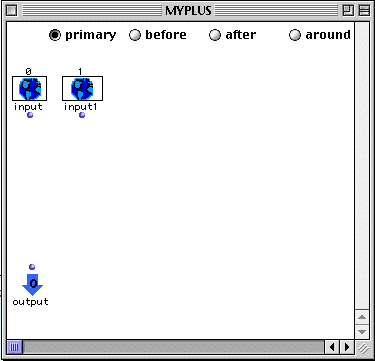 MYPLUS
primary before after around
0 1
input input1
0
output